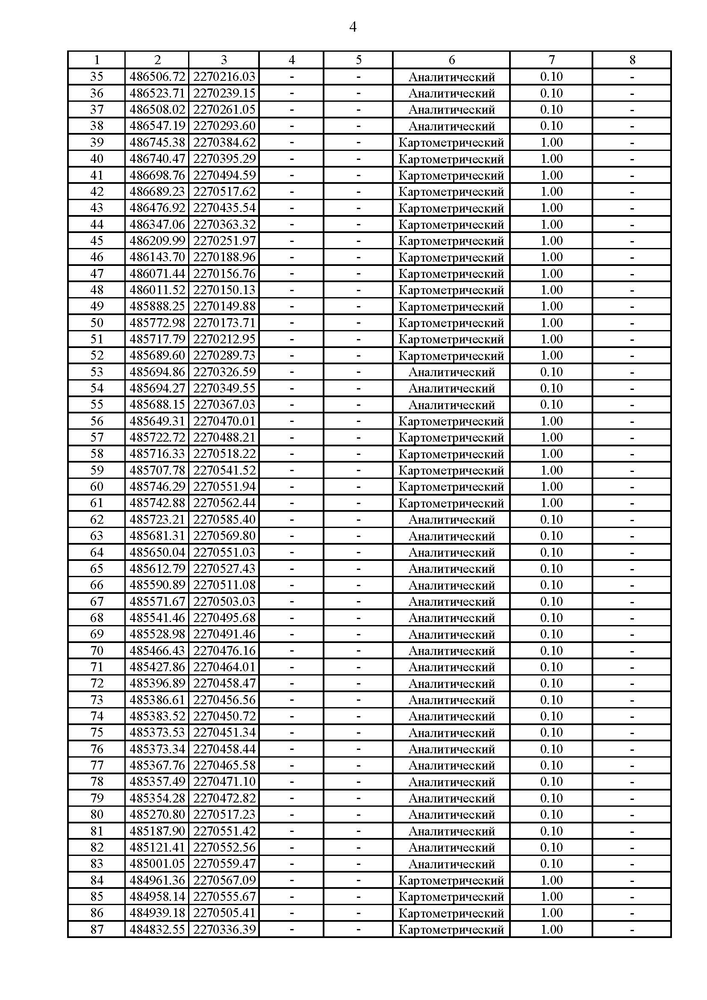 4
1 2 3 4 5 6 7 8
35 486506.72 2270216.03 - - Аналитический 0.10 -
36 486523.71 2270239.15 - - Аналитический 0.10 -
37 486508.02 2270261.05 - - Аналитический 0.10 -
38 486547.19 2270293.60 - - Аналитический 0.10 -
39 486745.38 2270384.62 - - Картометрический 1.00 -
40 486740.47 2270395.29 - - Картометрический 1.00 -
41 486698.76 2270494.59 - - Картометрический 1.00 -
42 486689.23 2270517.62 - - Картометрический 1.00 -
43 486476.92 2270435.54 - - Картометрический 1.00 -
44 486347.06 2270363.32 - - Картометрический 1.00 -
45 486209.99 2270251.97 - - Картометрический 1.00 -
46 486143.70 2270188.96 - - Картометрический 1.00 -
47 486071.44 2270156.76 - - Картометрический 1.00 -
48 486011.52 2270150.13 - - Картометрический 1.00 -
49 485888.25 2270149.88 - - Картометрический 1.00 -
50 485772.98 2270173.71 - - Картометрический 1.00 -
51 485717.79 2270212.95 - - Картометрический 1.00 -
52 485689.60 2270289.73 - - Картометрический 1.00 -
53 485694.86 2270326.59 - - Аналитический 0.10 -
54 485694.27 2270349.55 - - Аналитический 0.10 -
55 485688.15 2270367.03 - - Аналитический 0.10 -
56 485649.31 2270470.01 - - Картометрический 1.00 -
57 485722.72 2270488.21 - - Картометрический 1.00 -
58 485716.33 2270518.22 - - Картометрический 1.00 -
59 485707.78 2270541.52 - - Картометрический 1.00 -
60 485746.29 2270551.94 - - Картометрический 1.00 -
61 485742.88 2270562.44 - - Картометрический 1.00 -
62 485723.21 2270585.40 - - Аналитический 0.10 -
63 485681.31 2270569.80 - - Аналитический 0.10 -
64 485650.04 2270551.03 - - Аналитический 0.10 -
65 485612.79 2270527.43 - - Аналитический 0.10 -
66 485590.89 2270511.08 - - Аналитический 0.10 -
67 485571.67 2270503.03 - - Аналитический 0.10 -
68 485541.46 2270495.68 - - Аналитический 0.10 -
69 485528.98 2270491.46 - - Аналитический 0.10 -
70 485466.43 2270476.16 - - Аналитический 0.10 -
71 485427.86 2270464.01 - - Аналитический 0.10 -
72 485396.89 2270458.47 - - Аналитический 0.10 -
73 485386.61 2270456.56 - - Аналитический 0.10 -
74 485383.52 2270450.72 - - Аналитический 0.10 -
75 485373.53 2270451.34 - - Аналитический 0.10 -
76 485373.34 2270458.44 - - Аналитический 0.10 -
77 485367.76 2270465.58 - - Аналитический 0.10 -
78 485357.49 2270471.10 - - Аналитический 0.10 -
79 485354.28 2270472.82 - - Аналитический 0.10 -
80 485270.80 2270517.23 - - Аналитический 0.10 -
81 485187.90 2270551.42 - - Аналитический 0.10 -
82 485121.41 2270552.56 - - Аналитический 0.10 -
83 485001.05 2270559.47 - - Аналитический 0.10 -
84 484961.36 2270567.09 - - Картометрический 1.00 -
85 484958.14 2270555.67 - - Картометрический 1.00 -
86 484939.18 2270505.41 - - Картометрический 1.00 -
87 484832.55 2270336.39 - - Картометрический 1.00 -